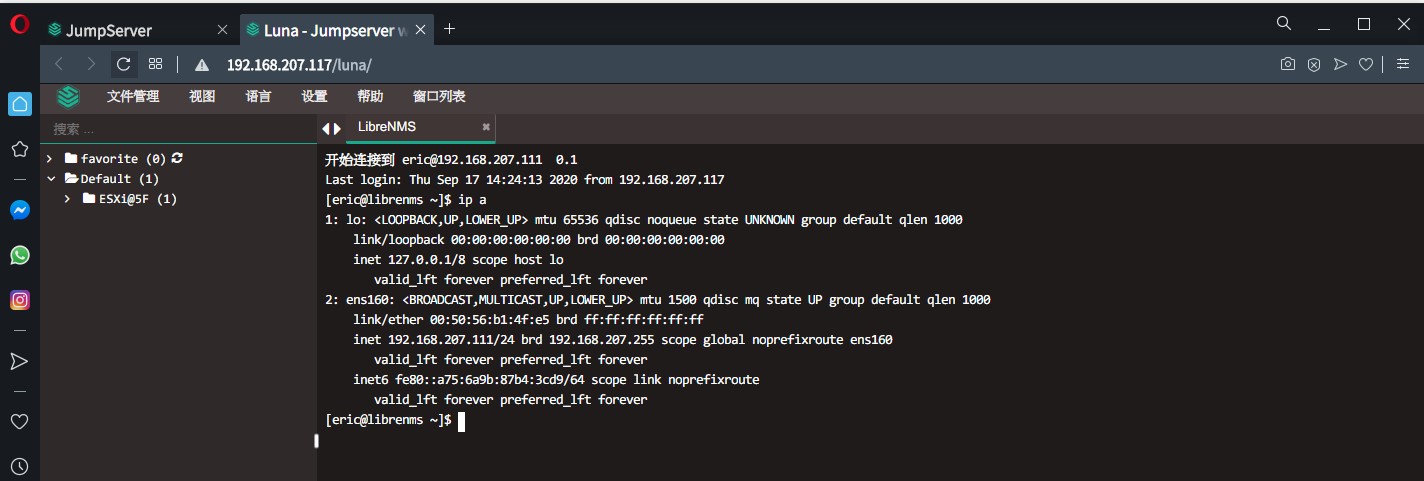 JumpServer
Luna - Jumpserver w
192.168.207.117/luna/
文件管理 视图 语言 设置 帮助 窗口列表
搜索 ...
LibreNMS
favorite (0)
Default (1)
ESXi@5F (1)
开始连接到 eric@192.168.207.111  0.1
Last login: Thu Sep 17 14:24:13 2020 from 192.168.207.117
[eric@librenms ~]$ ip a
1: lo: <LOOPBACK,UP,LOWER_UP> mtu 65536 qdisc noqueue state UNKNOWN group default qlen 1000
    link/loopback 00:00:00:00:00:00 brd 00:00:00:00:00:00
    inet 127.0.0.1/8 scope host lo
       valid_lft forever preferred_lft forever
2: ens160: <BROADCAST,MULTICAST,UP,LOWER_UP> mtu 1500 qdisc mq state UP group default qlen 1000
    link/ether 00:50:56:b1:4f:e5 brd ff:ff:ff:ff:ff:ff
    inet 192.168.207.111/24 brd 192.168.207.255 scope global noprefixroute ens160
       valid_lft forever preferred_lft forever
    inet6 fe80::a75:6a9b:87b4:3cd9/64 scope link noprefixroute
       valid_lft forever preferred_lft forever
[eric@librenms ~]$